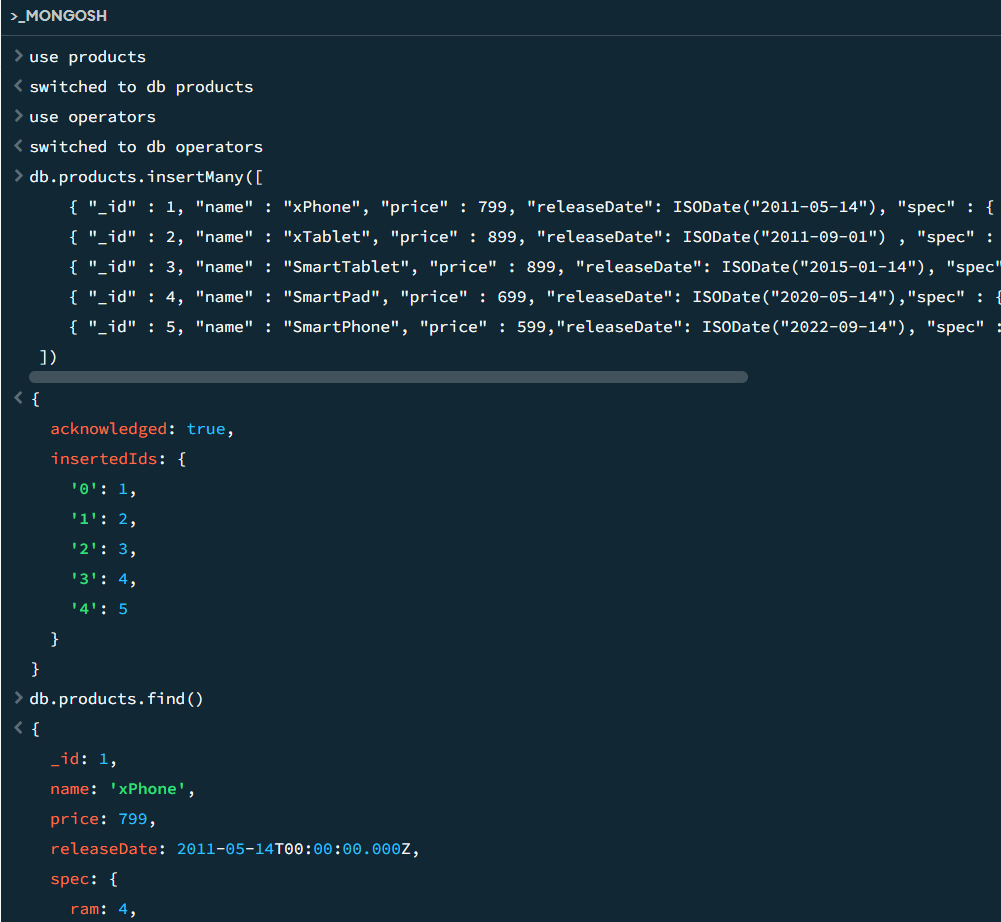 >_MONGOSH
> use products
< switched to db products
> use operators
< switched to db operators
> db.products.insertMany([
{ "_id" : 1, "name" : "xPhone", "price" : 799, "releaseDate": ISODate("2011-05-14"), "spec" : {
{ "_id" : 2, "name" : "xTablet", "price" : 899, "releaseDate": ISODate("2011-09-01") , "spec" :
{ "_id" : 3, "name" : "SmartTablet", "price" : 899, "releaseDate": ISODate("2015-01-14"), "spec"
{ "_id" : 4, "name" : "SmartPad", "price" : 699, "releaseDate": ISODate("2020-05-14"),"spec" : {
{ "_id" : 5, "name" : "SmartPhone", "price" : 599,"releaseDate": ISODate("2022-09-14"), "spec" :
])
< {
acknowledged: true,
insertedIds: {
'0': 1,
'1': 2,
'2': 3,
'3': 4,
'4': 5
}
}
> db.products.find()
< {
_id: 1,
name: 'xPhone',
price: 799,
releaseDate: 2011-05-14T00:00:00.000Z,
spec: {
ram: 4,